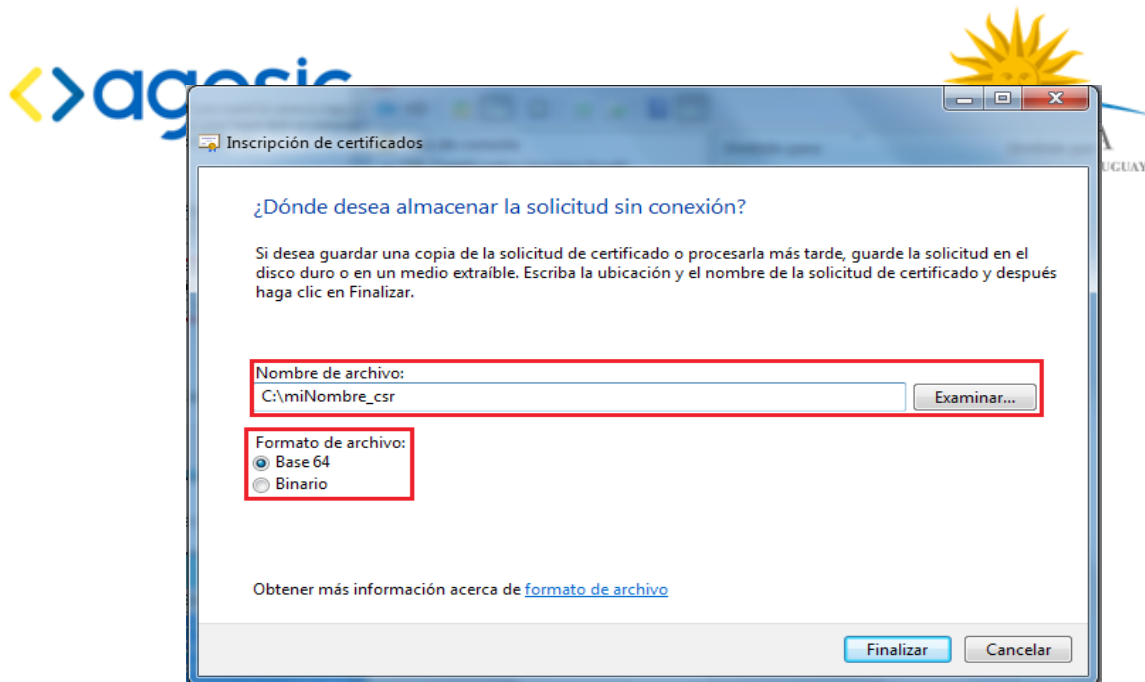 <>agesic
Inscripción de certificados
UGUAY
¿Dónde desea almacenar la solicitud sin conexión?
Si desea guardar una copia de la solicitud de certificado o procesarla más tarde, guarde la solicitud en el
disco duro o en un medio extraíble. Escriba la ubicación y el nombre de la solicitud de certificado y después
haga clic en Finalizar.
Nombre de archivo:
C:\miNombre_csr
Examinar...
Formato de archivo:
Base 64
Binario
Obtener más información acerca de formato de archivo
Finalizar
Cancelar